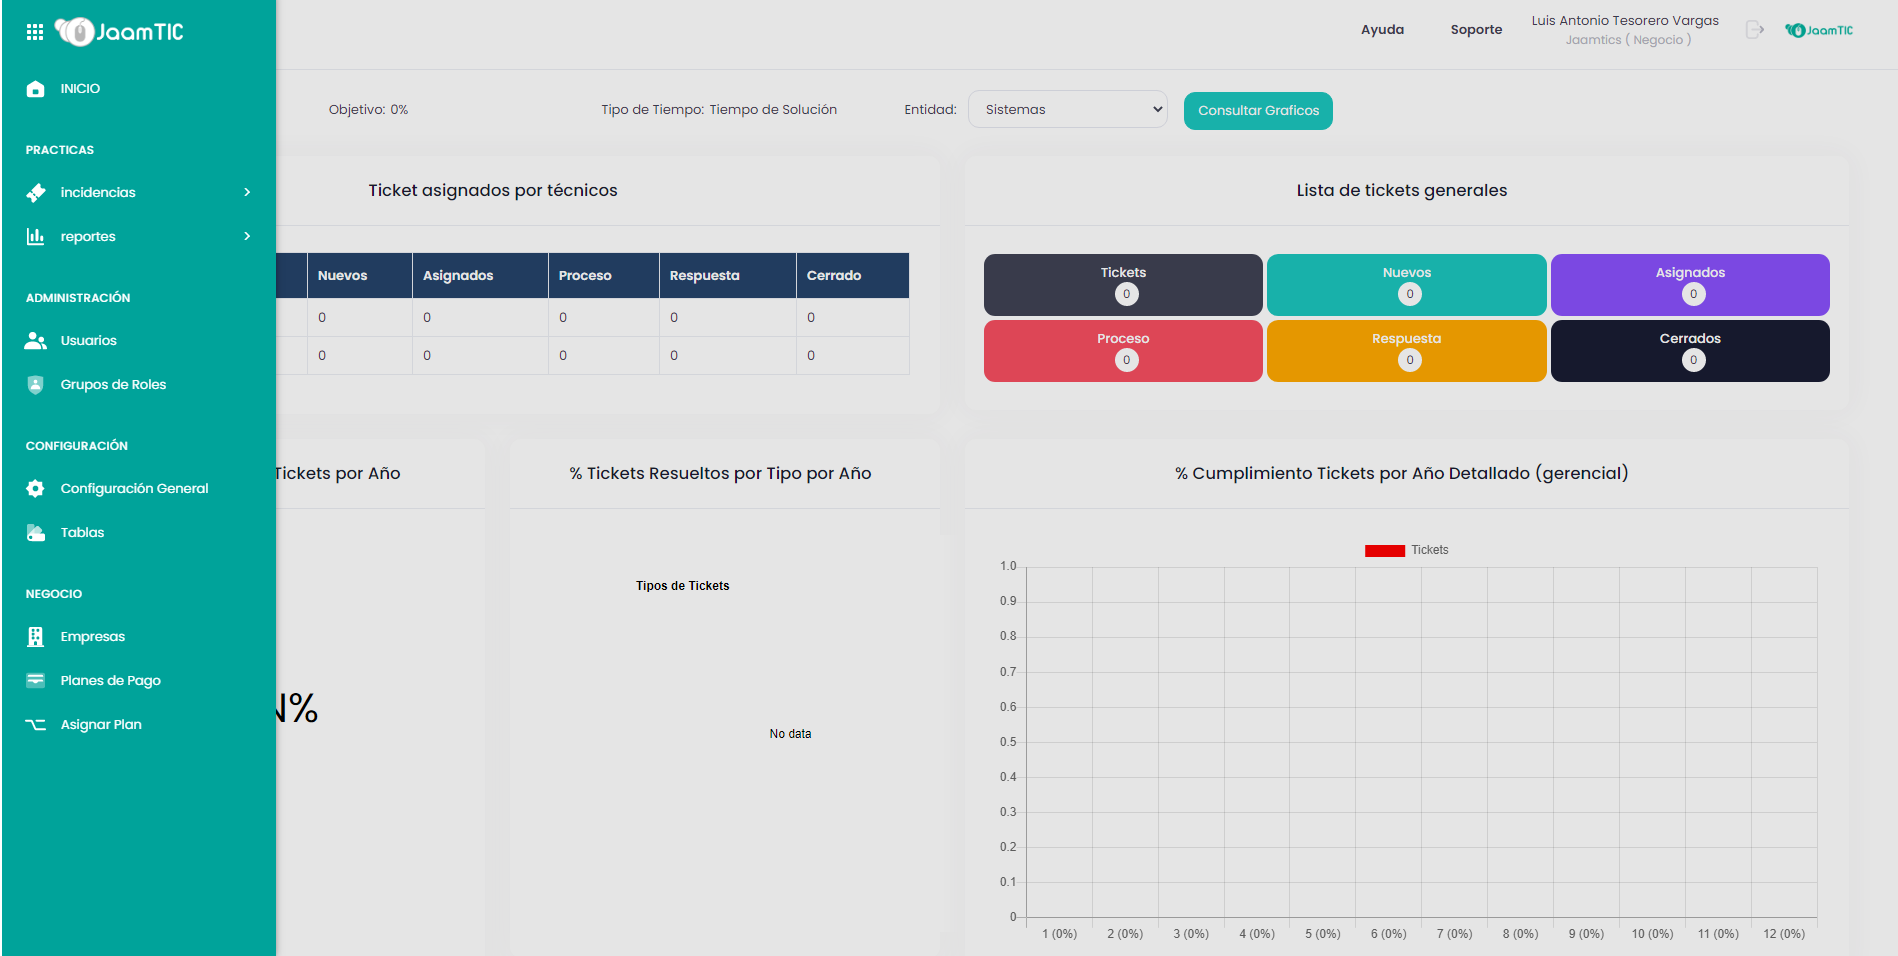 JaamTIC
INICIO
PRACTICAS
incidencias
reportes
ADMINISTRACIÓN
Usuarios
Grupos de Roles
CONFIGURACIÓN
Configuración General
Tablas
NEGOCIO
Empresas
Planes de Pago
Asignar Plan
Ayuda
Soporte
Luis Antonio Tesorero Vargas
Jaamtics ( Negocio )
JaamTIC
Objetivo: 0%
Tipo de Tiempo: Tiempo de Solución
Entidad:
Sistemas
Consultar Graficos
Ticket asignados por técnicos
Nuevos Asignados Proceso Respuesta Cerrado
0 0 0 0 0
0 0 0 0 0
Lista de tickets generales
Tickets
0
Nuevos
0
Asignados
0
Proceso
0
Respuesta
0
Cerrados
0
Tickets por Año
N%
% Tickets Resueltos por Tipo por Año
Tipos de Tickets
No data
% Cumplimiento Tickets por Año Detallado (gerencial)
Tickets
1.0
0.9
0.8
0.7
0.6
0.5
0.4
0.3
0.2
0.1
0
1 (0%) 2 (0%) 3 (0%) 4 (0%) 5 (0%) 6 (0%) 7 (0%) 8 (0%) 9 (0%) 10 (0%) 11 (0%) 12 (0%)